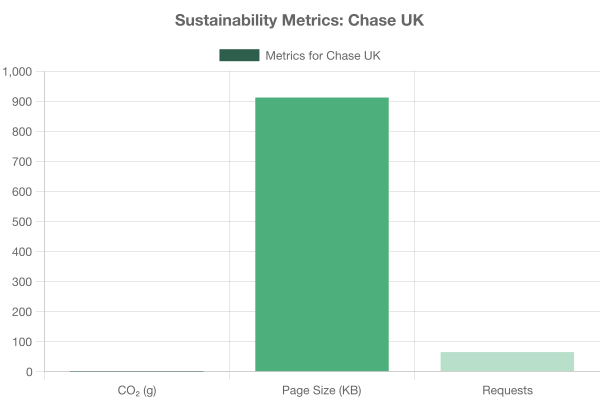 Sustainability Metrics: Chase UK
Metrics for Chase UK
1,000
900
800
700
600
500
400
300
200
100
0
CO₂ (g)
Page Size (KB)
Requests